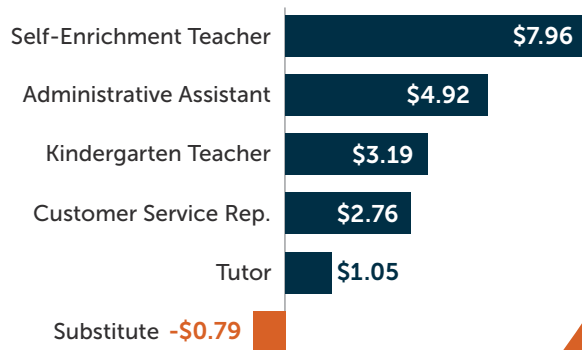 Self-Enrichment Teacher $7.96
Administrative Assistant $4.92
Kindergarten Teacher $3.19
Customer Service Rep. $2.76
Tutor $1.05
Substitute -$0.79